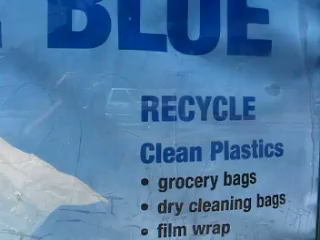 BLUE
RECYCLE
Clean Plastics
• grocery bags
• dry cleaning bags
• film wrap